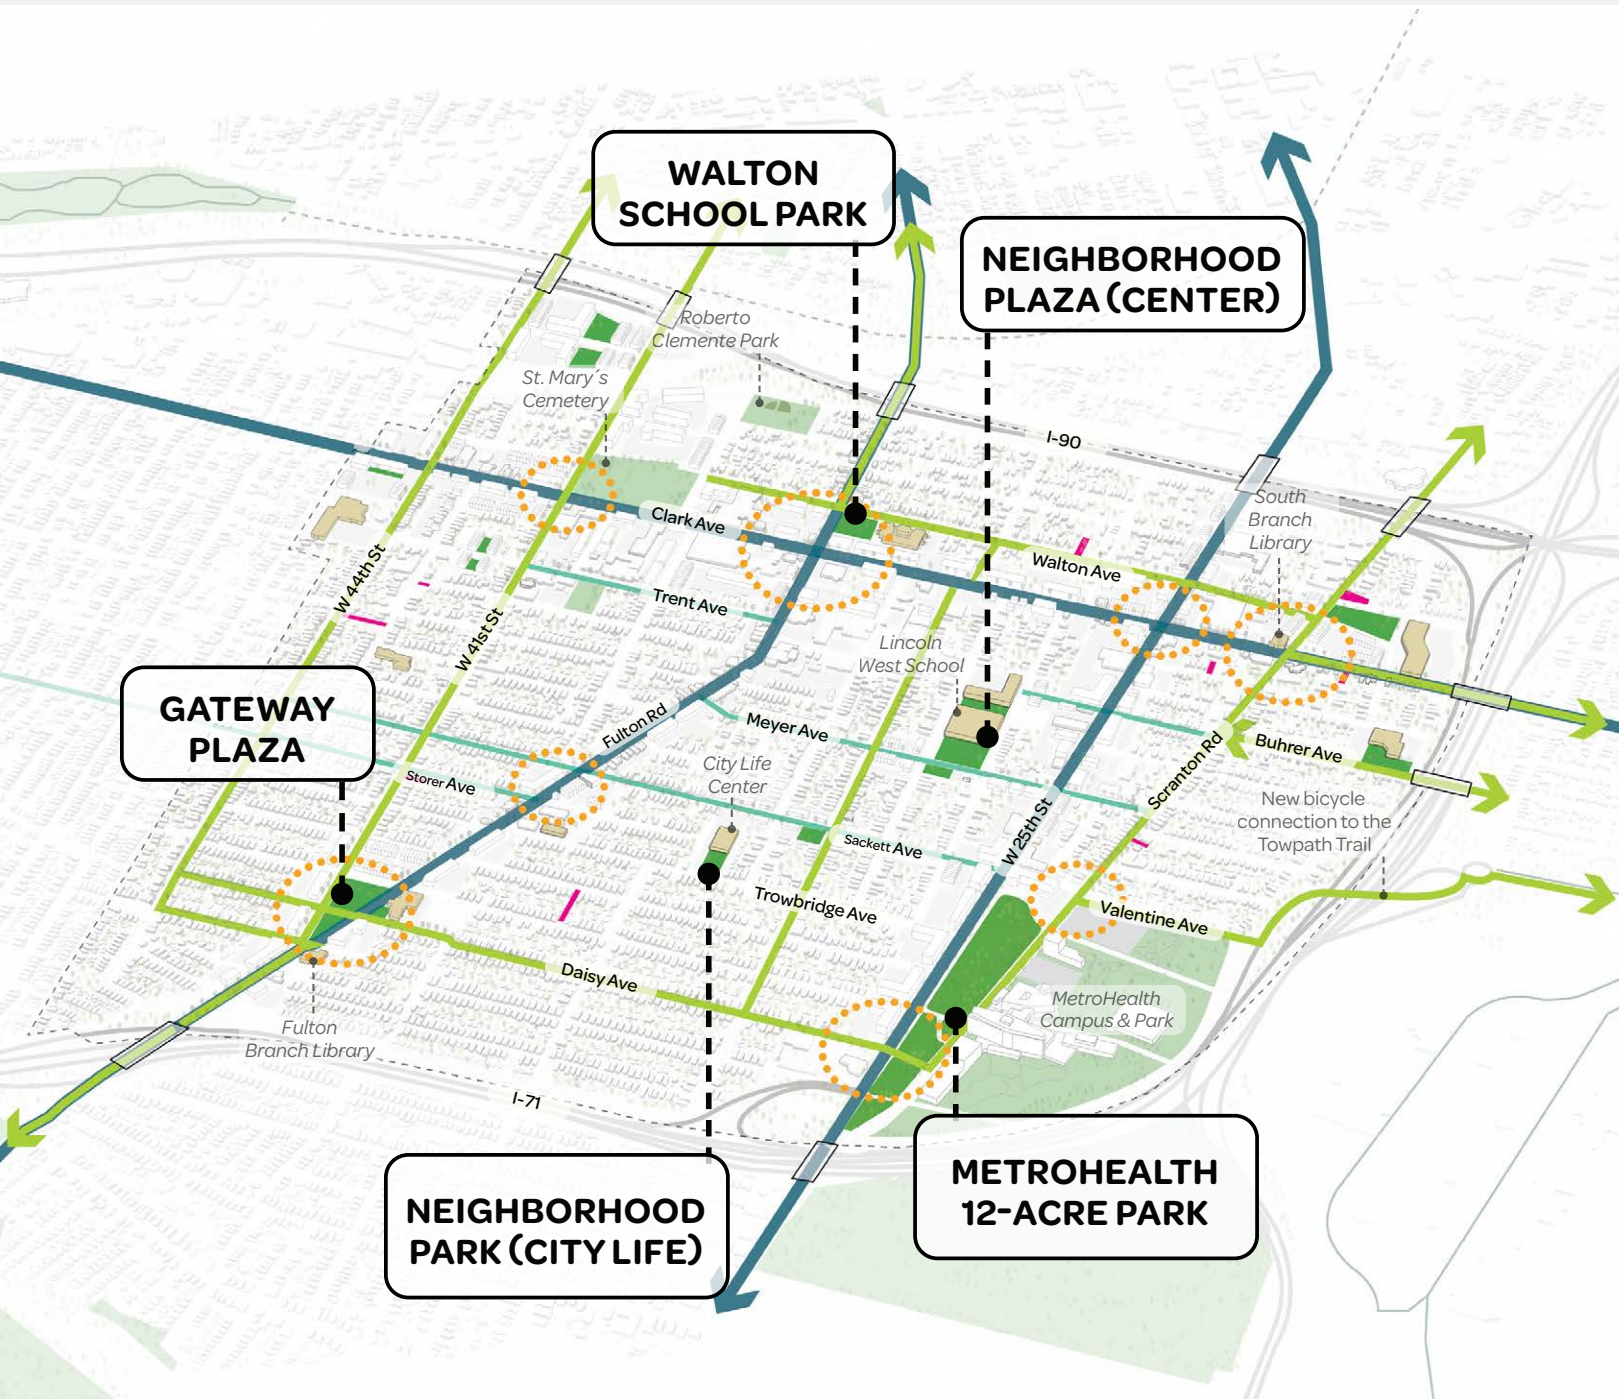 WALTON
SCHOOL PARK
NEIGHBORHOOD
PLAZA (CENTER)
Roberto
Clemente Park
St. Mary´s
Cemetery
I-90
South
Branch
Library
Clark Ave
Walton Ave
W 44th St
Trent Ave
W 41st St
Lincoln
West School
GATEWAY
PLAZA
Fulton Rd
Meyer Ave
Buhrer Ave
Scranton Rd
City Life
Center
Storer Ave
New bicycle
connection to the
Towpath Trail
W 25th St
Sackett Ave
Trowbridge Ave
Valentine Ave
Daisy Ave
MetroHealth
Campus & Park
Fulton
Branch Library
I-71
METROHEALTH
12-ACRE PARK
NEIGHBORHOOD
PARK (CITY LIFE)